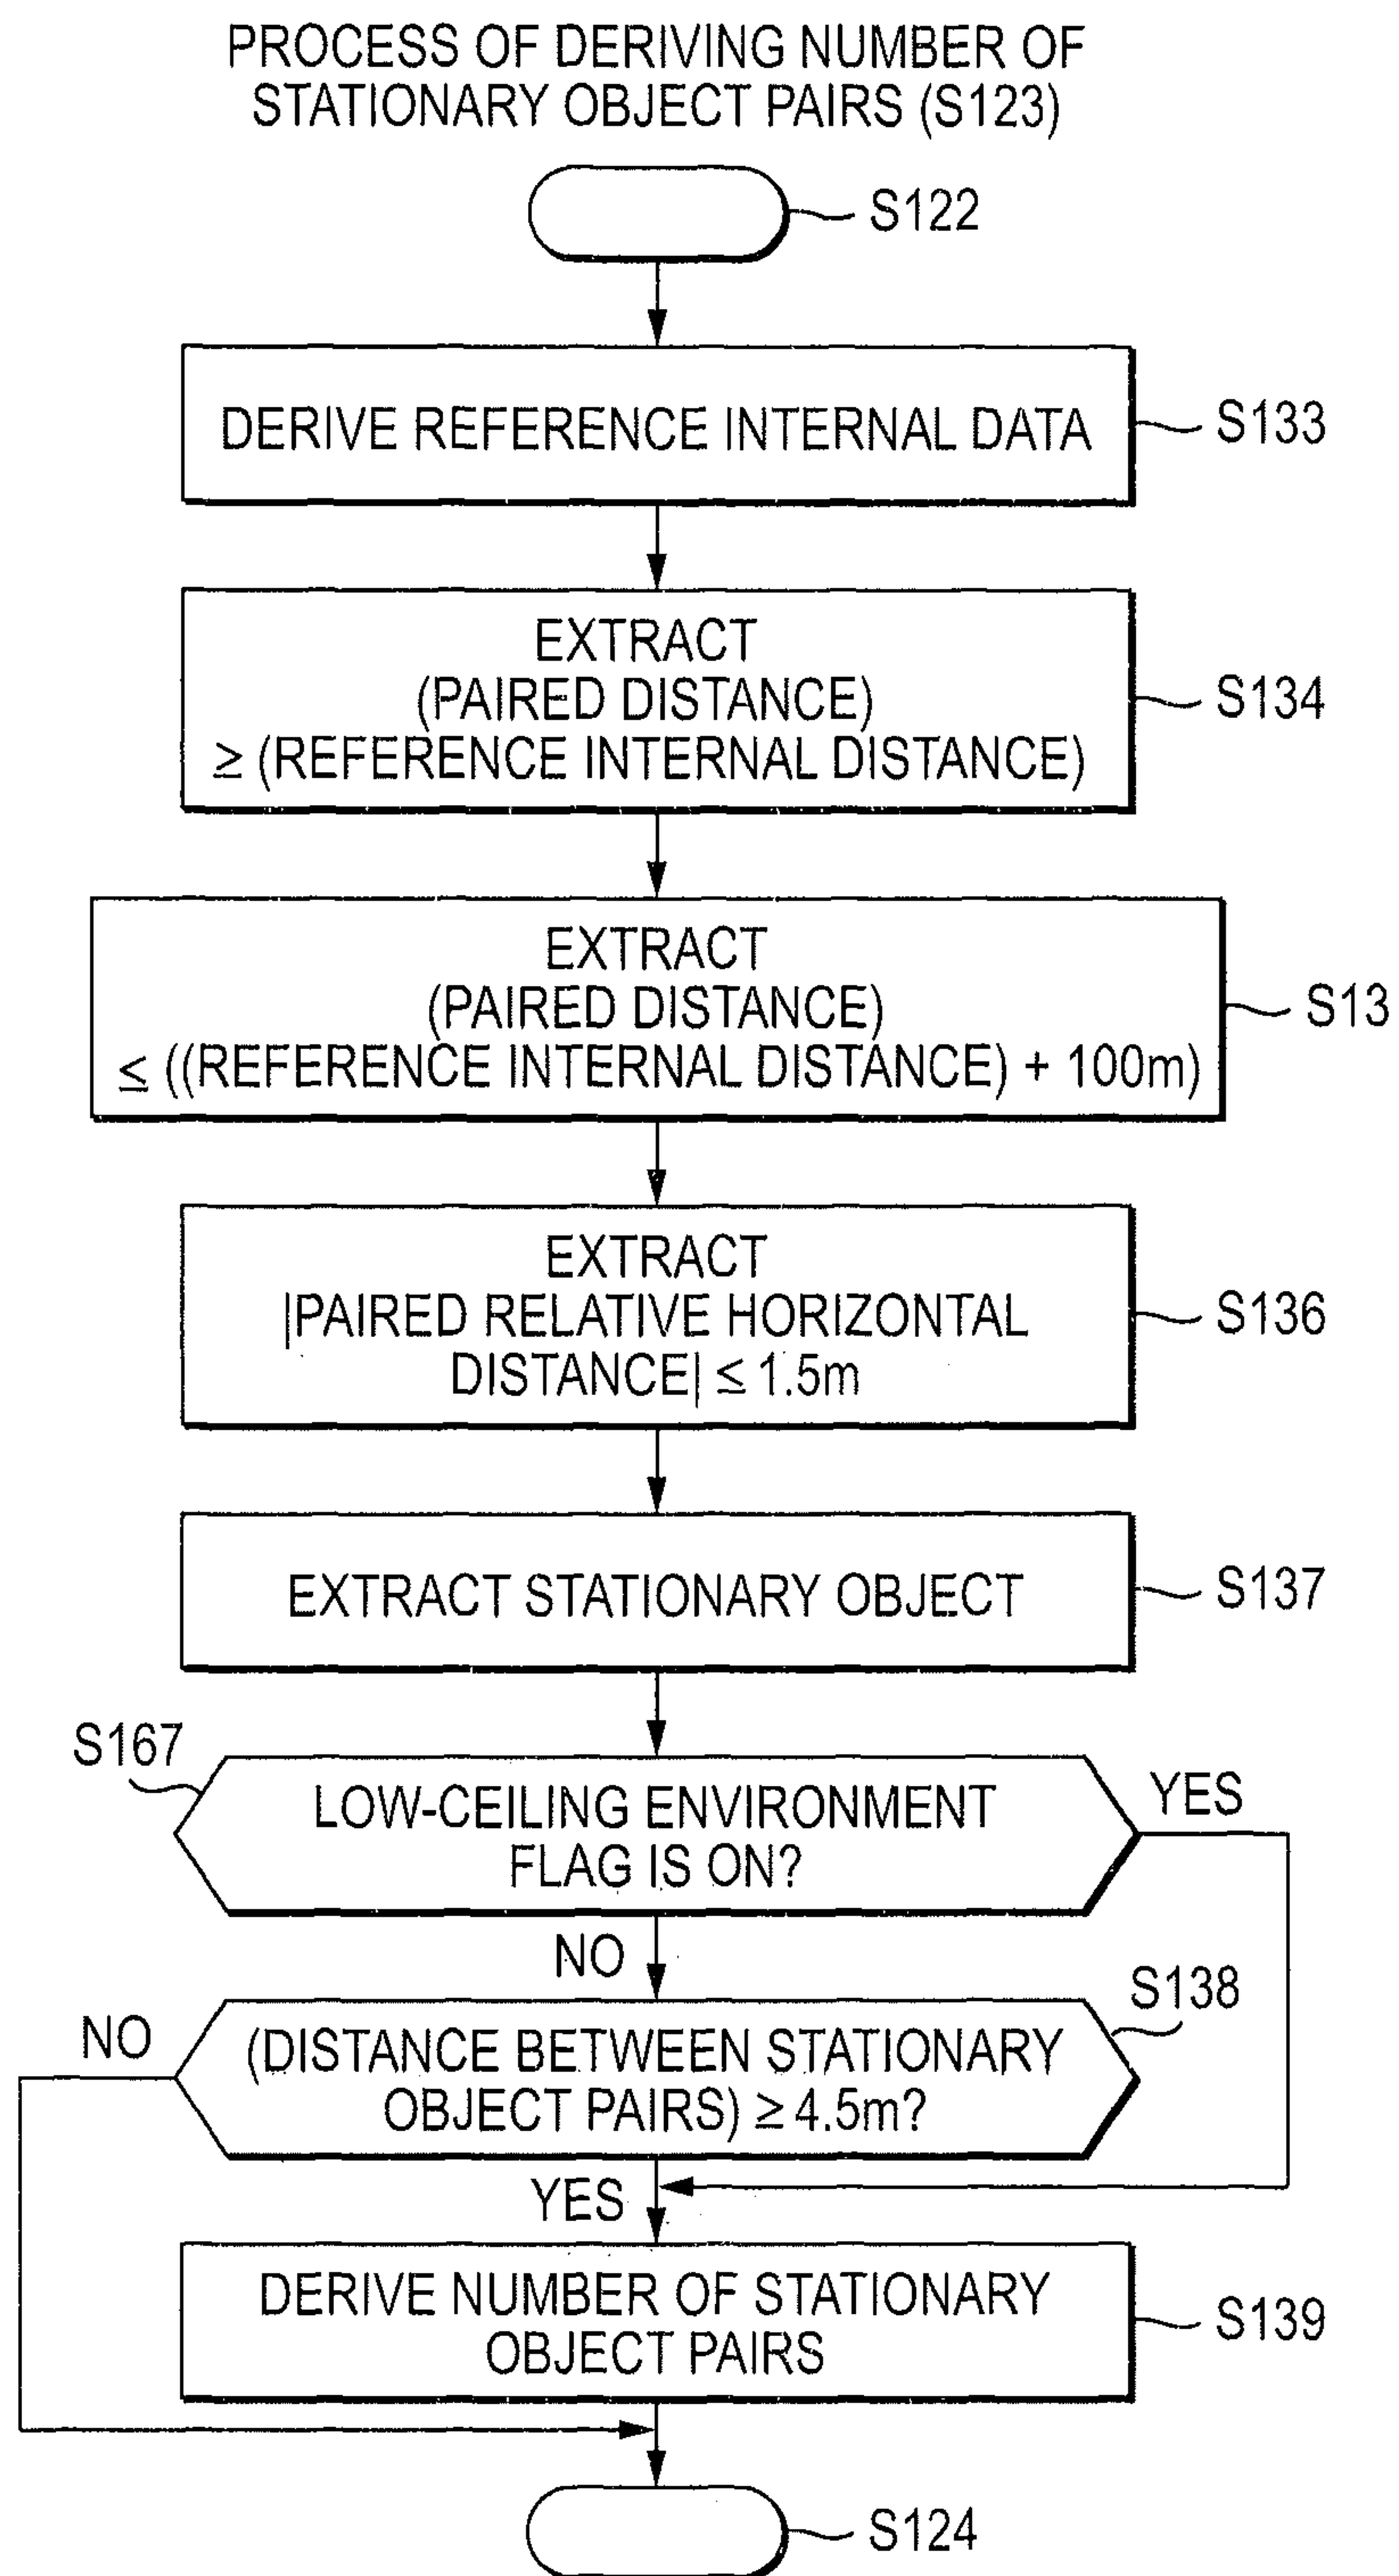 PROCESS OF DERIVING NUMBER OF
STATIONARY OBJECT PAIRS (S123)
S122
DERIVE REFERENCE INTERNAL DATA
S133
EXTRACT
(PAIRED DISTANCE)
≥ (REFERENCE INTERNAL DISTANCE)
S134
EXTRACT
(PAIRED DISTANCE)
≤ ((REFERENCE INTERNAL DISTANCE) + 100m)
S13
EXTRACT
|PAIRED RELATIVE HORIZONTAL
DISTANCE| ≤ 1.5m
S136
EXTRACT STATIONARY OBJECT
S137
S167
LOW-CEILING ENVIRONMENT
FLAG IS ON?
YES
NO
S138
NO
(DISTANCE BETWEEN STATIONARY
OBJECT PAIRS) ≥ 4.5m?
YES
DERIVE NUMBER OF STATIONARY
OBJECT PAIRS
S139
S124